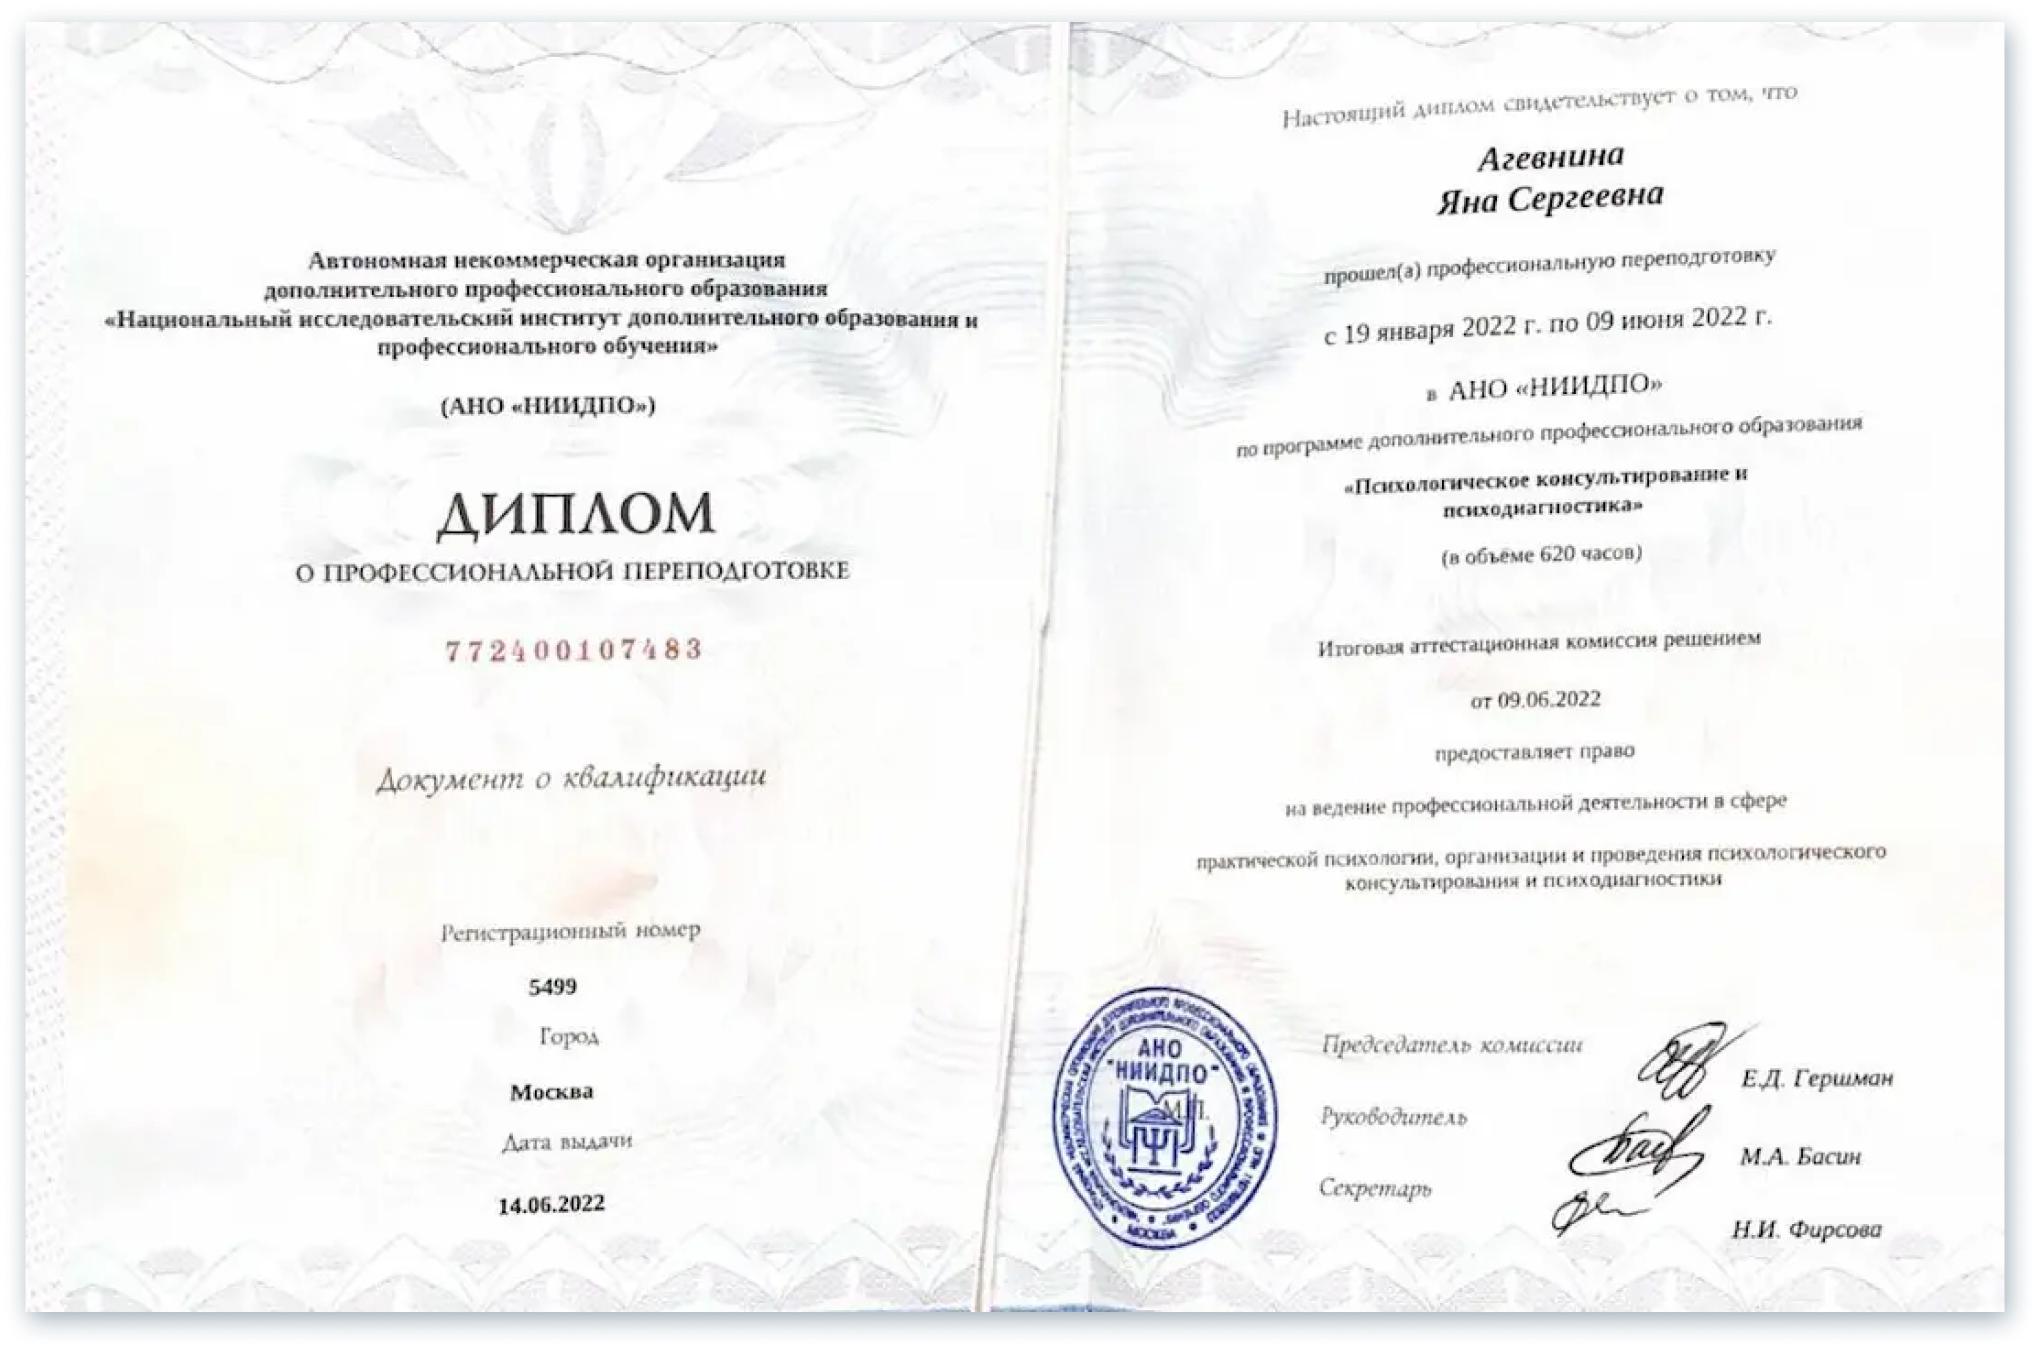 Автономная некоммерческая организация
дополнительного профессионального образования
«Национальный исследовательский институт дополнительного образования и
профессионального обучения»
(АНО «НИИДПО»)
ДИПЛОМ
О ПРОФЕССИОНАЛЬНОЙ ПЕРЕПОДГОТОВКЕ
772400107483
Документ о квалификации
Регистрационный номер
5499
Город
Москва
Дата выдачи
14.06.2022
Настоящий диплом свидетельствует о том, что
Агевнина
Яна Сергеевна
прошел(а) профессиональную переподготовку
с 19 января 2022 г. по 09 июня 2022 г.
в АНО «НИИДПО»
по программе дополнительного профессионального образования
«Психологическое консультирование и
психодиагностика»
(в объёме 620 часов)
Итоговая аттестационная комиссия решением
от 09.06.2022
предоставляет право
на ведение профессиональной деятельности в сфере
практической психологии, организации и проведения психологического
консультирования и психодиагностики
АНО
"НИИДПО"
М.П.
МОСКВА
Председатель комиссии
Е.Д. Гершман
Руководитель
М.А. Басин
Секретарь
Н.И. Фирсова